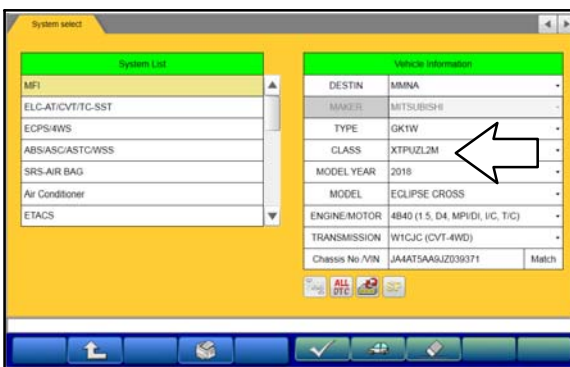 System select
System List
MFI
ELC-AT/CVT/TC-SST
ECPS/4WS
ABS/ASC/ASTC/WSS
SRS-AIR BAG
Air Conditioner
ETACS
Vehicle Information
DESTIN MMNA
MAKER MITSUBISHI
TYPE GK1W
CLASS XTPUZL2M
MODEL YEAR 2018
MODEL ECLIPSE CROSS
ENGINE/MOTOR 4B40 (1.5, D4, MPI/DI, I/C, T/C)
TRANSMISSION W1CJC (CVT-4WD)
Chassis No./VIN JA4AT5AA9JZ039371 Match
ALL
DTC